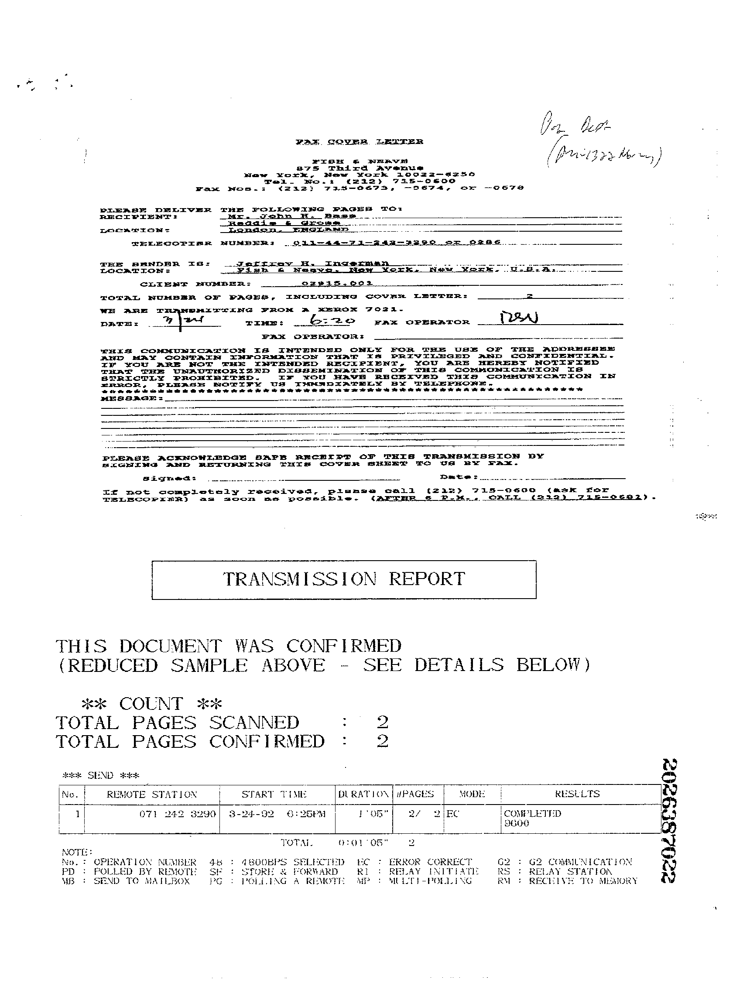 FAX COVER LETTER
FISH & NEAVE
875 Third Avenue
New York, New York 10022-6250
Tel. No.: (212) 715-0600
Fax Nos.: (212) 715-0673, -0674, or -0678
PLEASE DELIVER THE FOLLOWING PAGES TO:
RECIPIENT: Mr. John H. Bass
Reddie & Grose
LOCATION: London, ENGLAND
TELECOPIER NUMBER: 011-44-71-242-3290 or 0286
THE SENDER IS: Jeffrey H. Ingerman
LOCATION: Fish & Neave, New York, New York, U.S.A.
CLIENT NUMBER: 02915.001
TOTAL NUMBER OF PAGES, INCLUDING COVER LETTER: 2
WE ARE TRANSMITTING FROM A XEROX 7021.
DATE: 3/24 TIME: 6:20 FAX OPERATOR
FAX OPERATOR:
THIS COMMUNICATION IS INTENDED ONLY FOR THE USE OF THE ADDRESSEE
AND MAY CONTAIN INFORMATION THAT IS PRIVILEGED AND CONFIDENTIAL.
IF YOU ARE NOT THE INTENDED RECIPIENT, YOU ARE HEREBY NOTIFIED
THAT THE UNAUTHORIZED DISSEMINATION OF THIS COMMUNICATION IS
STRICTLY PROHIBITED. IF YOU HAVE RECEIVED THIS COMMUNICATION IN
ERROR, PLEASE NOTIFY US IMMEDIATELY BY TELEPHONE.
MESSAGE:
PLEASE ACKNOWLEDGE SAFE RECEIPT OF THIS TRANSMISSION BY
SIGNING AND RETURNING THIS COVER SHEET TO US BY FAX.
Signed: Date:
If not completely received, please call (212) 715-0600 (ask for
TELECOPIER) as soon as possible. (AFTER 6 P.M., CALL (212) 715-0601).
TRANSMISSION REPORT
THIS DOCUMENT WAS CONFIRMED
(REDUCED SAMPLE ABOVE - SEE DETAILS BELOW)
** COUNT **
TOTAL PAGES SCANNED : 2
TOTAL PAGES CONFIRMED : 2
*** SEND ***
No. REMOTE STATION START TIME DURATION #PAGES MODE RESULTS
1 071 242 3290 3-24-92 6:25PM 1'05" 2/ 2 EC COMPLETED
9600
TOTAL 0:01'05" 2
NOTE:
No. : OPERATION NUMBER 48 : 4800BPS SELECTED EC : ERROR CORRECT G2 : G2 COMMUNICATION
PD : POLLED BY REMOTE SF : STORE & FORWARD RI : RELAY INITIATE RS : RELAY STATION
MB : SEND TO MAILBOX PG : POLLING A REMOTE MP : MULTI-POLLING RM : RECEIVE TO MEMORY
2026387022